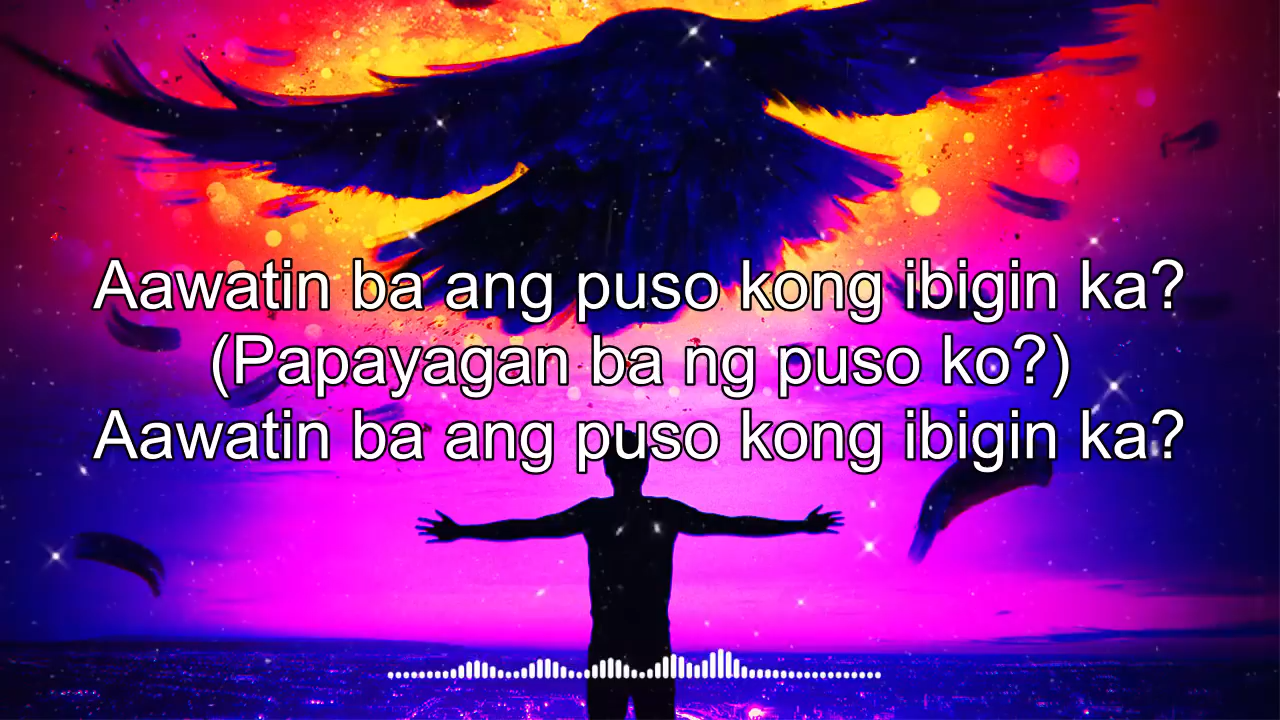 Aawatin ba ang puso kong ibigin ka?
(Papayagan ba ng puso ko?)
Aawatin ba ang puso kong ibigin ka?